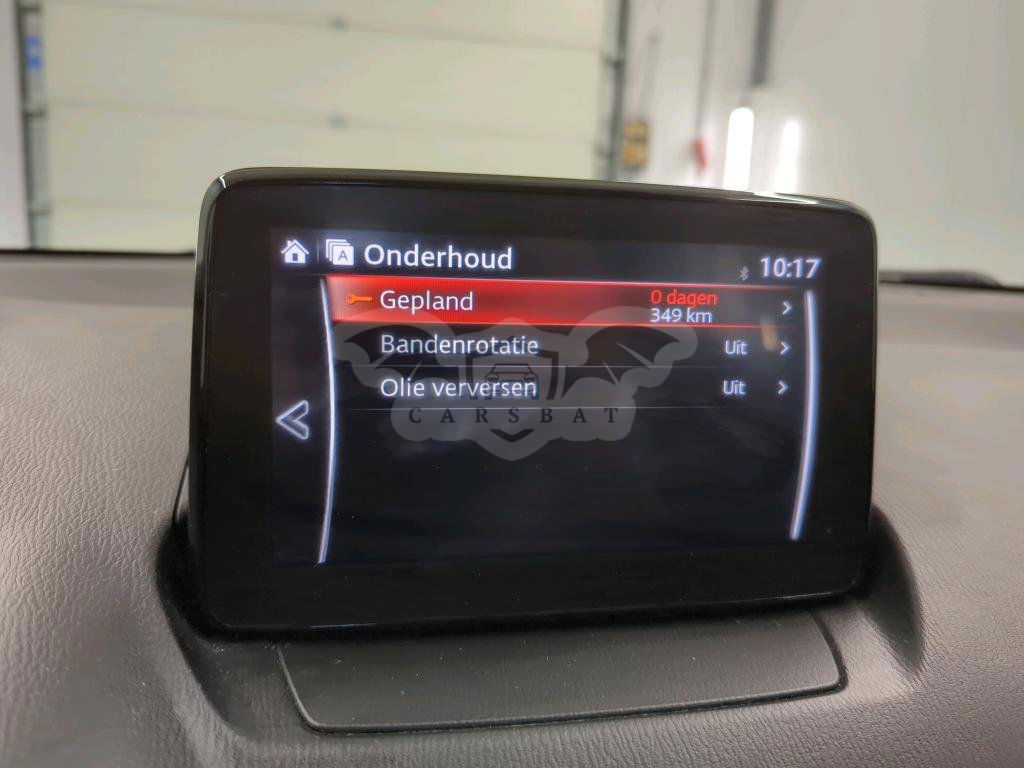 A Onderhoud 10:17
Gepland 0 dagen
349 km
Bandenrotatie Uit
Olie verversen Uit
CARSBAT